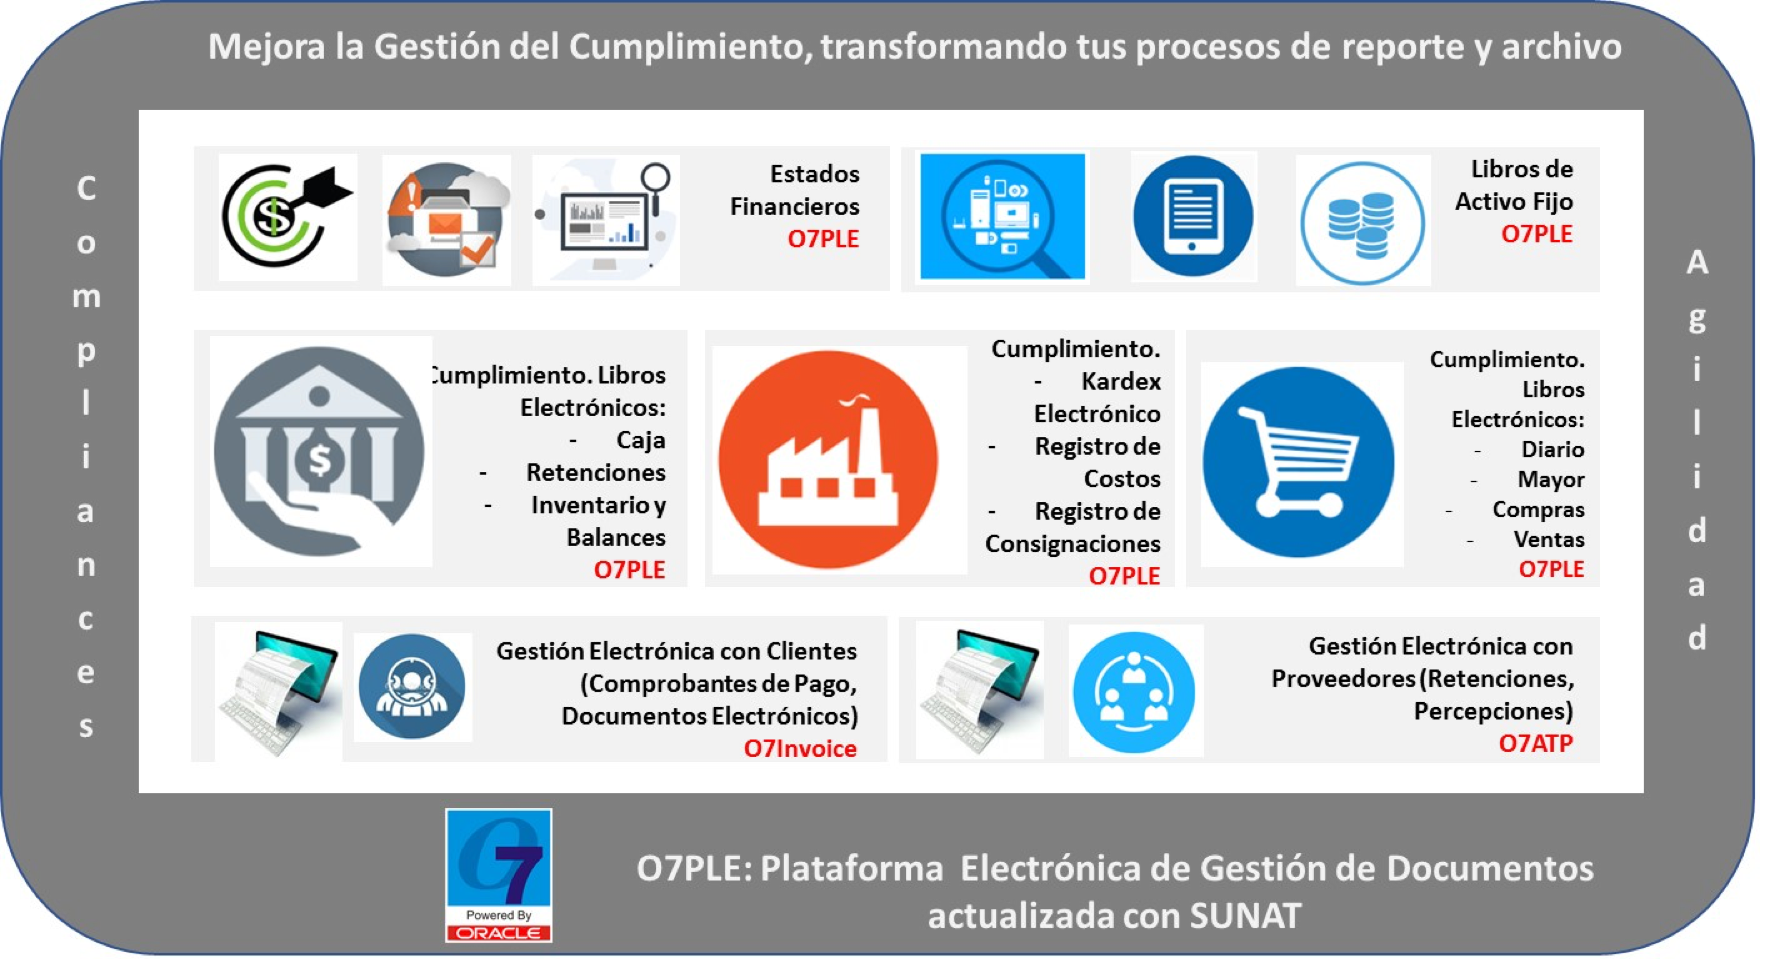 Mejora la Gestión del Cumplimiento, transformando tus procesos de reporte y archivo
Compliances
Estados
Financieros
O7PLE
Libros de
Activo Fijo
O7PLE
Cumplimiento. Libros
Electrónicos:
- Caja
- Retenciones
- Inventario y
Balances
O7PLE
Cumplimiento.
- Kardex
Electrónico
- Registro de
Costos
- Registro de
Consignaciones
O7PLE
Cumplimiento.
Libros
Electrónicos:
- Diario
- Mayor
- Compras
- Ventas
O7PLE
Gestión Electrónica con Clientes
(Comprobantes de Pago,
Documentos Electrónicos)
O7Invoice
Gestión Electrónica con
Proveedores (Retenciones,
Percepciones)
O7ATP
Agilidad
O7
Powered By
ORACLE
O7PLE: Plataforma Electrónica de Gestión de Documentos
actualizada con SUNAT